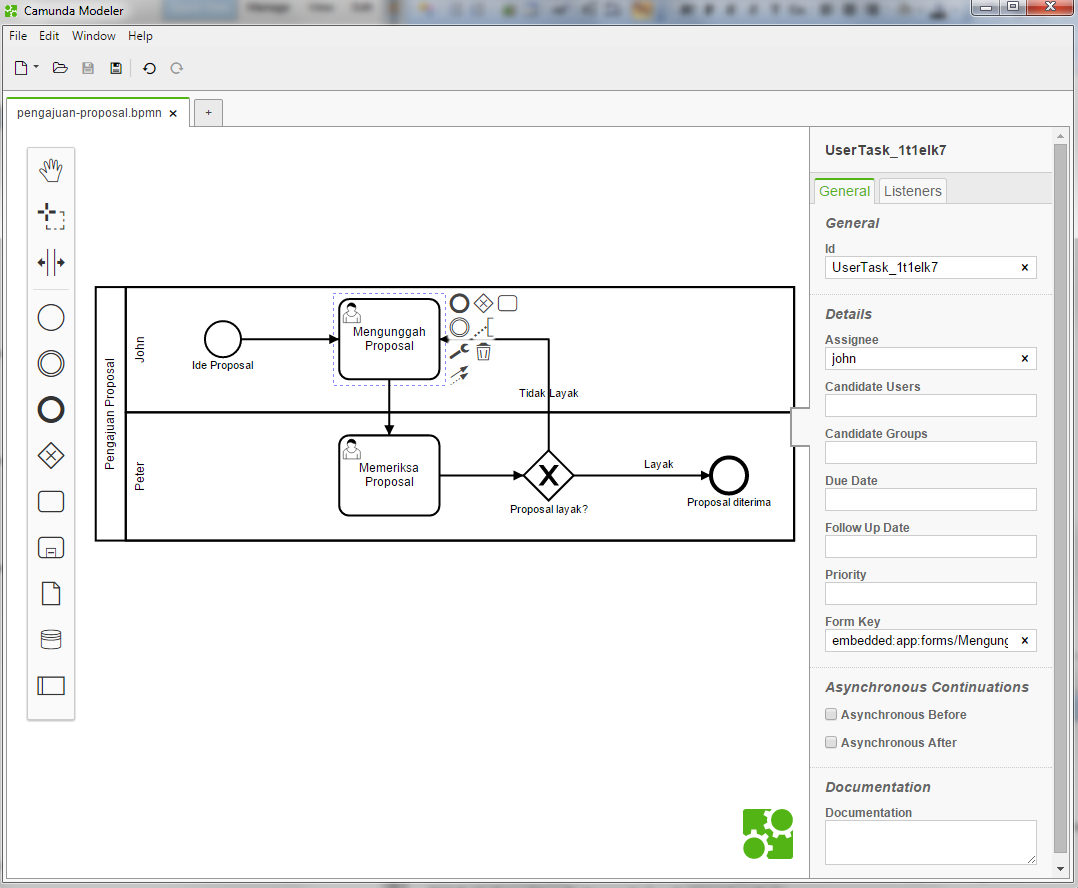 Camunda Modeler
File Edit Window Help
pengajuan-proposal.bpmn × +
UserTask_1t1elk7
General Listeners
General
Id
UserTask_1t1elk7 ×
Details
Assignee
john ×
Candidate Users
Candidate Groups
Due Date
Follow Up Date
Priority
Form Key
embedded:app:forms/Mengung ×
Asynchronous Continuations
Asynchronous Before
Asynchronous After
Documentation
Documentation
Pengajuan Proposal
John
Ide Proposal
Mengunggah
Proposal
Tidak Layak
Peter
Memeriksa
Proposal
X
Proposal layak?
Layak
Proposal diterima